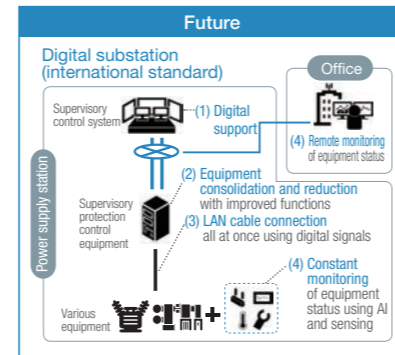 Future
Digital substation
(international standard)
Office
Supervisory
control system
(1) Digital
support
(4) Remote monitoring
of equipment status
Power supply station
(2) Equipment
consolidation and reduction
with improved functions
Supervisory
protection
control
equipment
(3) LAN cable connection
all at once using digital signals
(4) Constant
monitoring
of equipment
status using AI
and sensing
Various
equipment
+